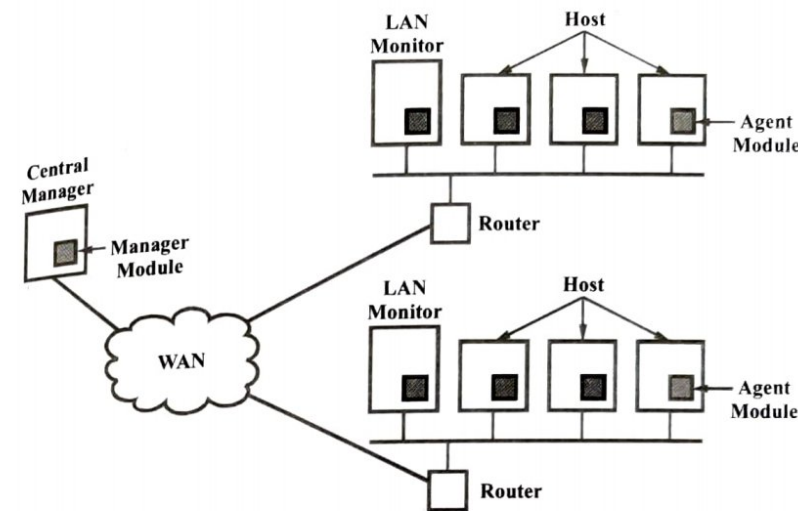 LAN
Monitor
Host
Agent
Module
Central
Manager
Manager
Module
Router
LAN
Monitor
Host
WAN
Agent
Module
Router